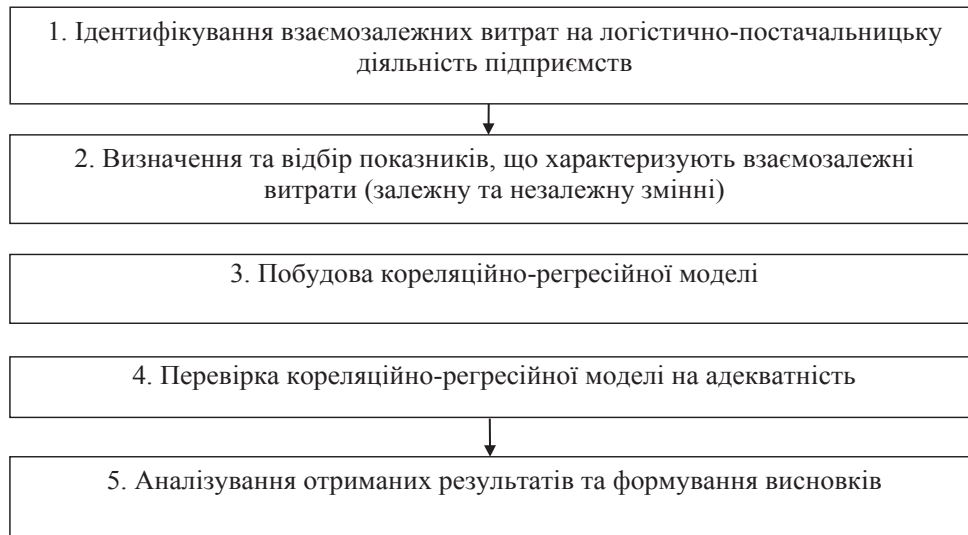 1. Ідентифікування взаємозалежних витрат на логістично-постачальницьку
діяльність підприємств
2. Визначення та відбір показників, що характеризують взаємозалежні
витрати (залежну та незалежну змінні)
3. Побудова кореляційно-регресійної моделі
4. Перевірка кореляційно-регресійної моделі на адекватність
5. Аналізування отриманих результатів та формування висновків